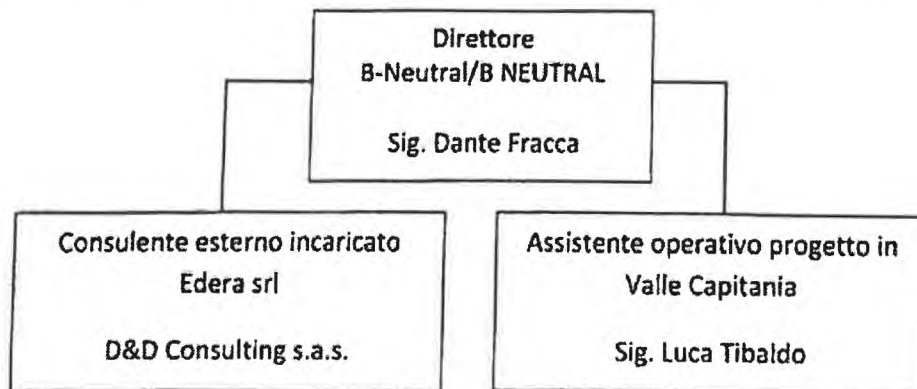 Direttore
B-Neutral/B NEUTRAL
Sig. Dante Fracca
Consulente esterno incaricato
Edera srl
D&D Consulting s.a.s.
Assistente operativo progetto in
Valle Capitania
Sig. Luca Tibaldo